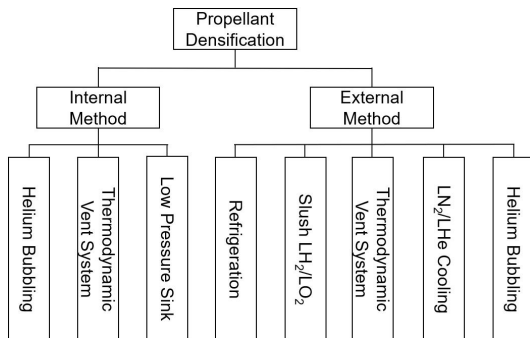 Propellant
Densification
Internal
Method
External
Method
Helium Bubbling
Thermodynamic
Vent System
Low Pressure Sink
Refrigeration
Slush LH₂/LO₂
Thermodynamic
Vent System
LN₂/LHe Cooling
Helium Bubbling